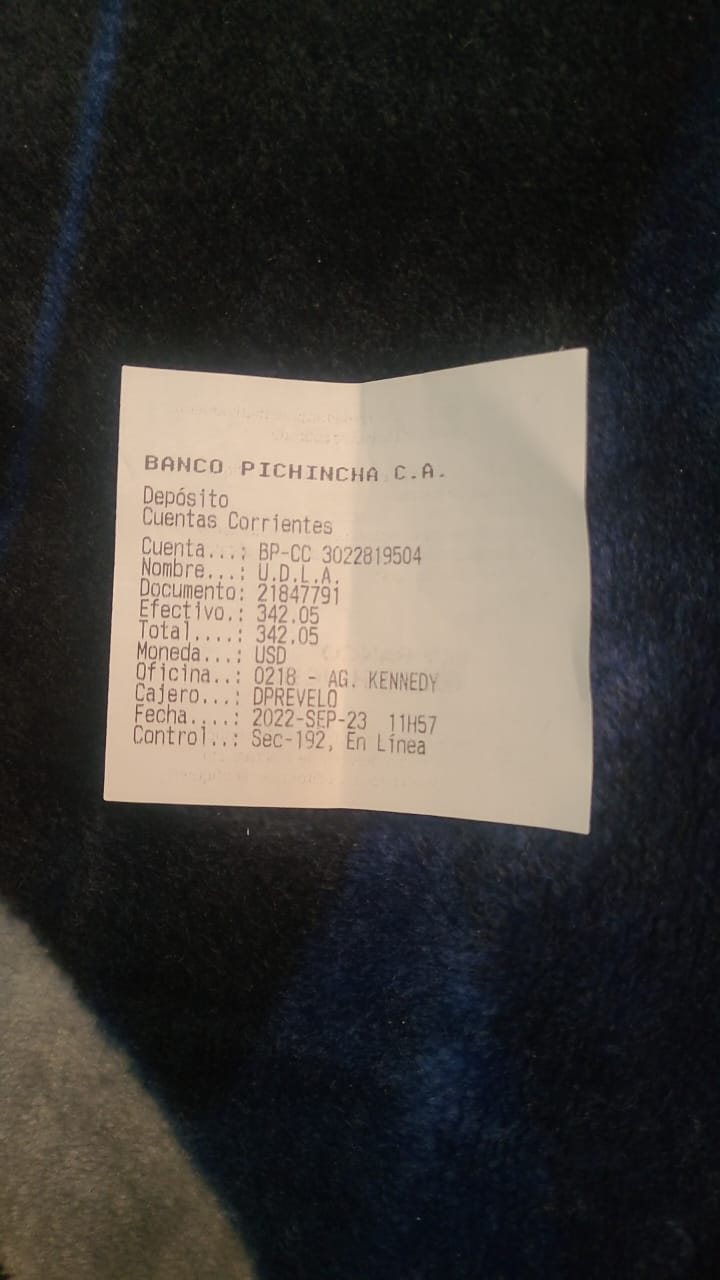 BANCO PICHINCHA C.A.
Depósito
Cuentas Corrientes
Cuenta...: BP-CC 3022819504
Nombre...: U.D.L.A.
Documento: 21847791
Efectivo.: 342.05
Total....: 342.05
Moneda...: USD
Oficina..: 0218 - AG. KENNEDY
Cajero...: DPREVELO
Fecha....: 2022-SEP-23 11H57
Control..: Sec-192, En Línea